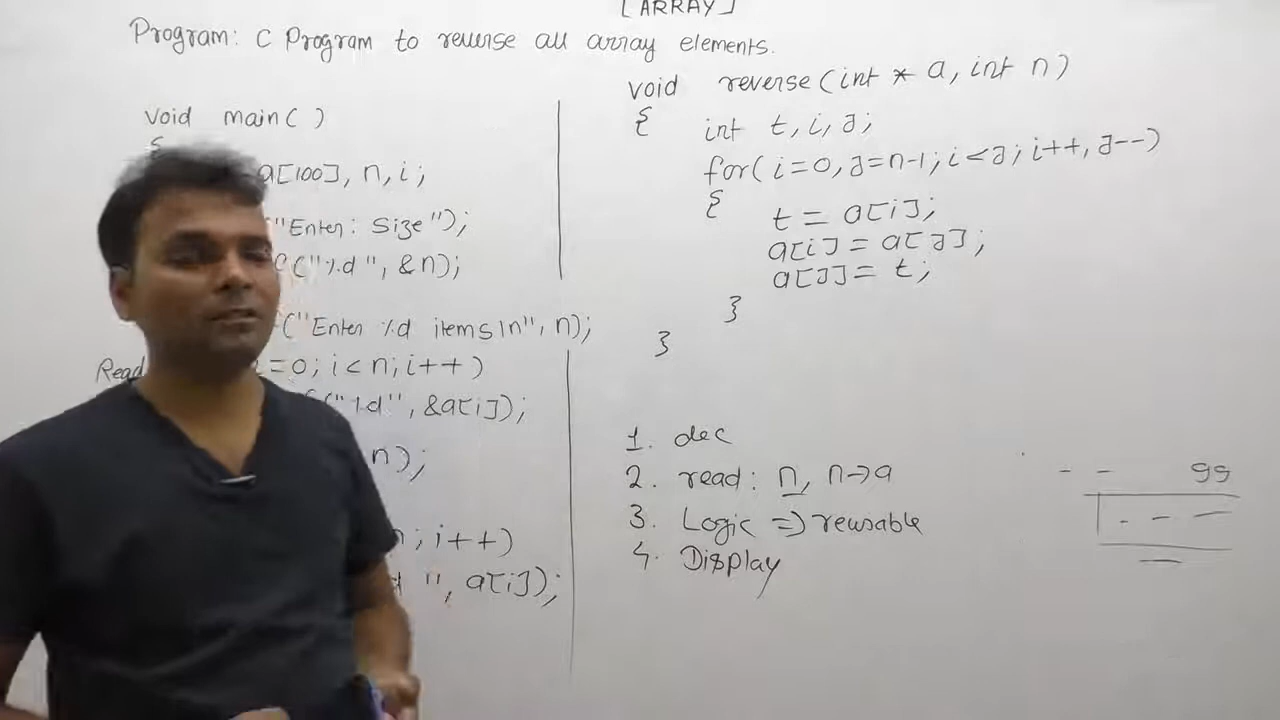 [ARRAY]
Program: C Program to reverse all array elements.
void main( )
{
a[100], n, i;
"Enter: Size");
("%d", &n);
("Enter %d items\n", n);
Read
=0; i<n; i++)
("%d", &a[i]);
n);
; i++)
", a[i]);
void reverse(int * a, int n)
{
int t, i, j;
for( i=0, j=n-1; i<j; i++, j--)
{
t = a[i];
a[i] = a[j];
a[j] = t;
}
}
1. dec
2. read: n, n->a
3. Logic => reusable
4. Display
- - 99
. - -